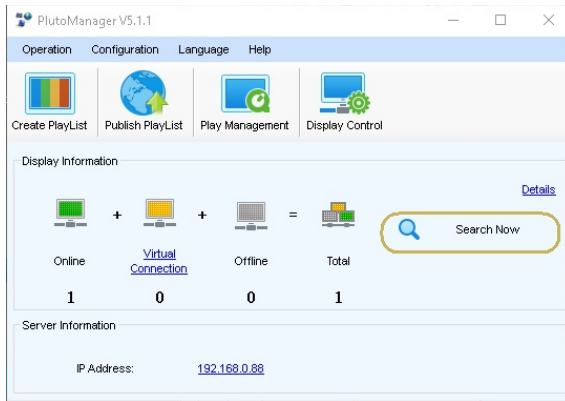 PlutoManager V5.1.1
Operation Configuration Language Help
Create PlayList Publish PlayList Play Management Display Control
Display Information
Details
+ + =
Search Now
Online Virtual Connection Offline Total
1 0 0 1
Server Information
IP Address: 192.168.0.88